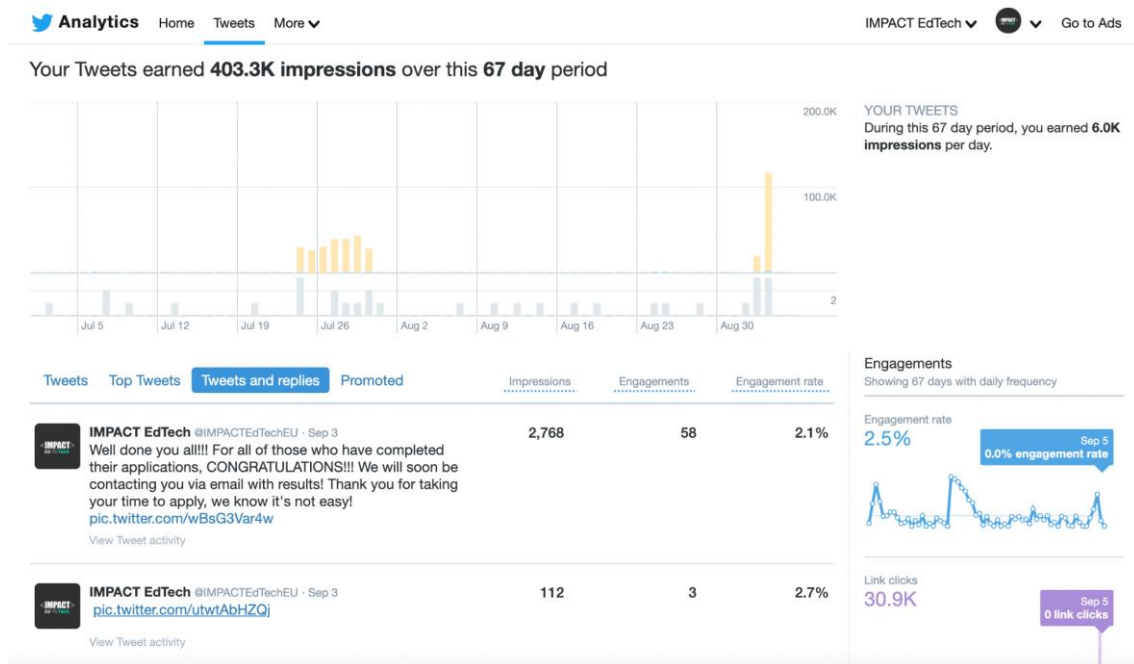 Analytics Home Tweets More IMPACT EdTech Go to Ads
Your Tweets earned 403.3K impressions over this 67 day period
200.0K
100.0K
2
Jul 5 Jul 12 Jul 19 Jul 26 Aug 2 Aug 9 Aug 16 Aug 23 Aug 30
YOUR TWEETS
During this 67 day period, you earned 6.0K
impressions per day.
Tweets Top Tweets Tweets and replies Promoted Impressions Engagements Engagement rate
IMPACT EdTech @IMPACTEdTechEU · Sep 3 2,768 58 2.1%
Well done you all!!! For all of those who have completed
their applications, CONGRATULATIONS!!! We will soon be
contacting you via email with results! Thank you for taking
your time to apply, we know it's not easy!
pic.twitter.com/wBsG3Var4w
View Tweet activity
IMPACT EdTech @IMPACTEdTechEU · Sep 3 112 3 2.7%
pic.twitter.com/utwtAbHZQj
View Tweet activity
IMPACT
IMPACT
Engagements
Showing 67 days with daily frequency
Engagement rate
2.5%
Sep 5
0.0% engagement rate
Link clicks
30.9K
Sep 5
0 link clicks